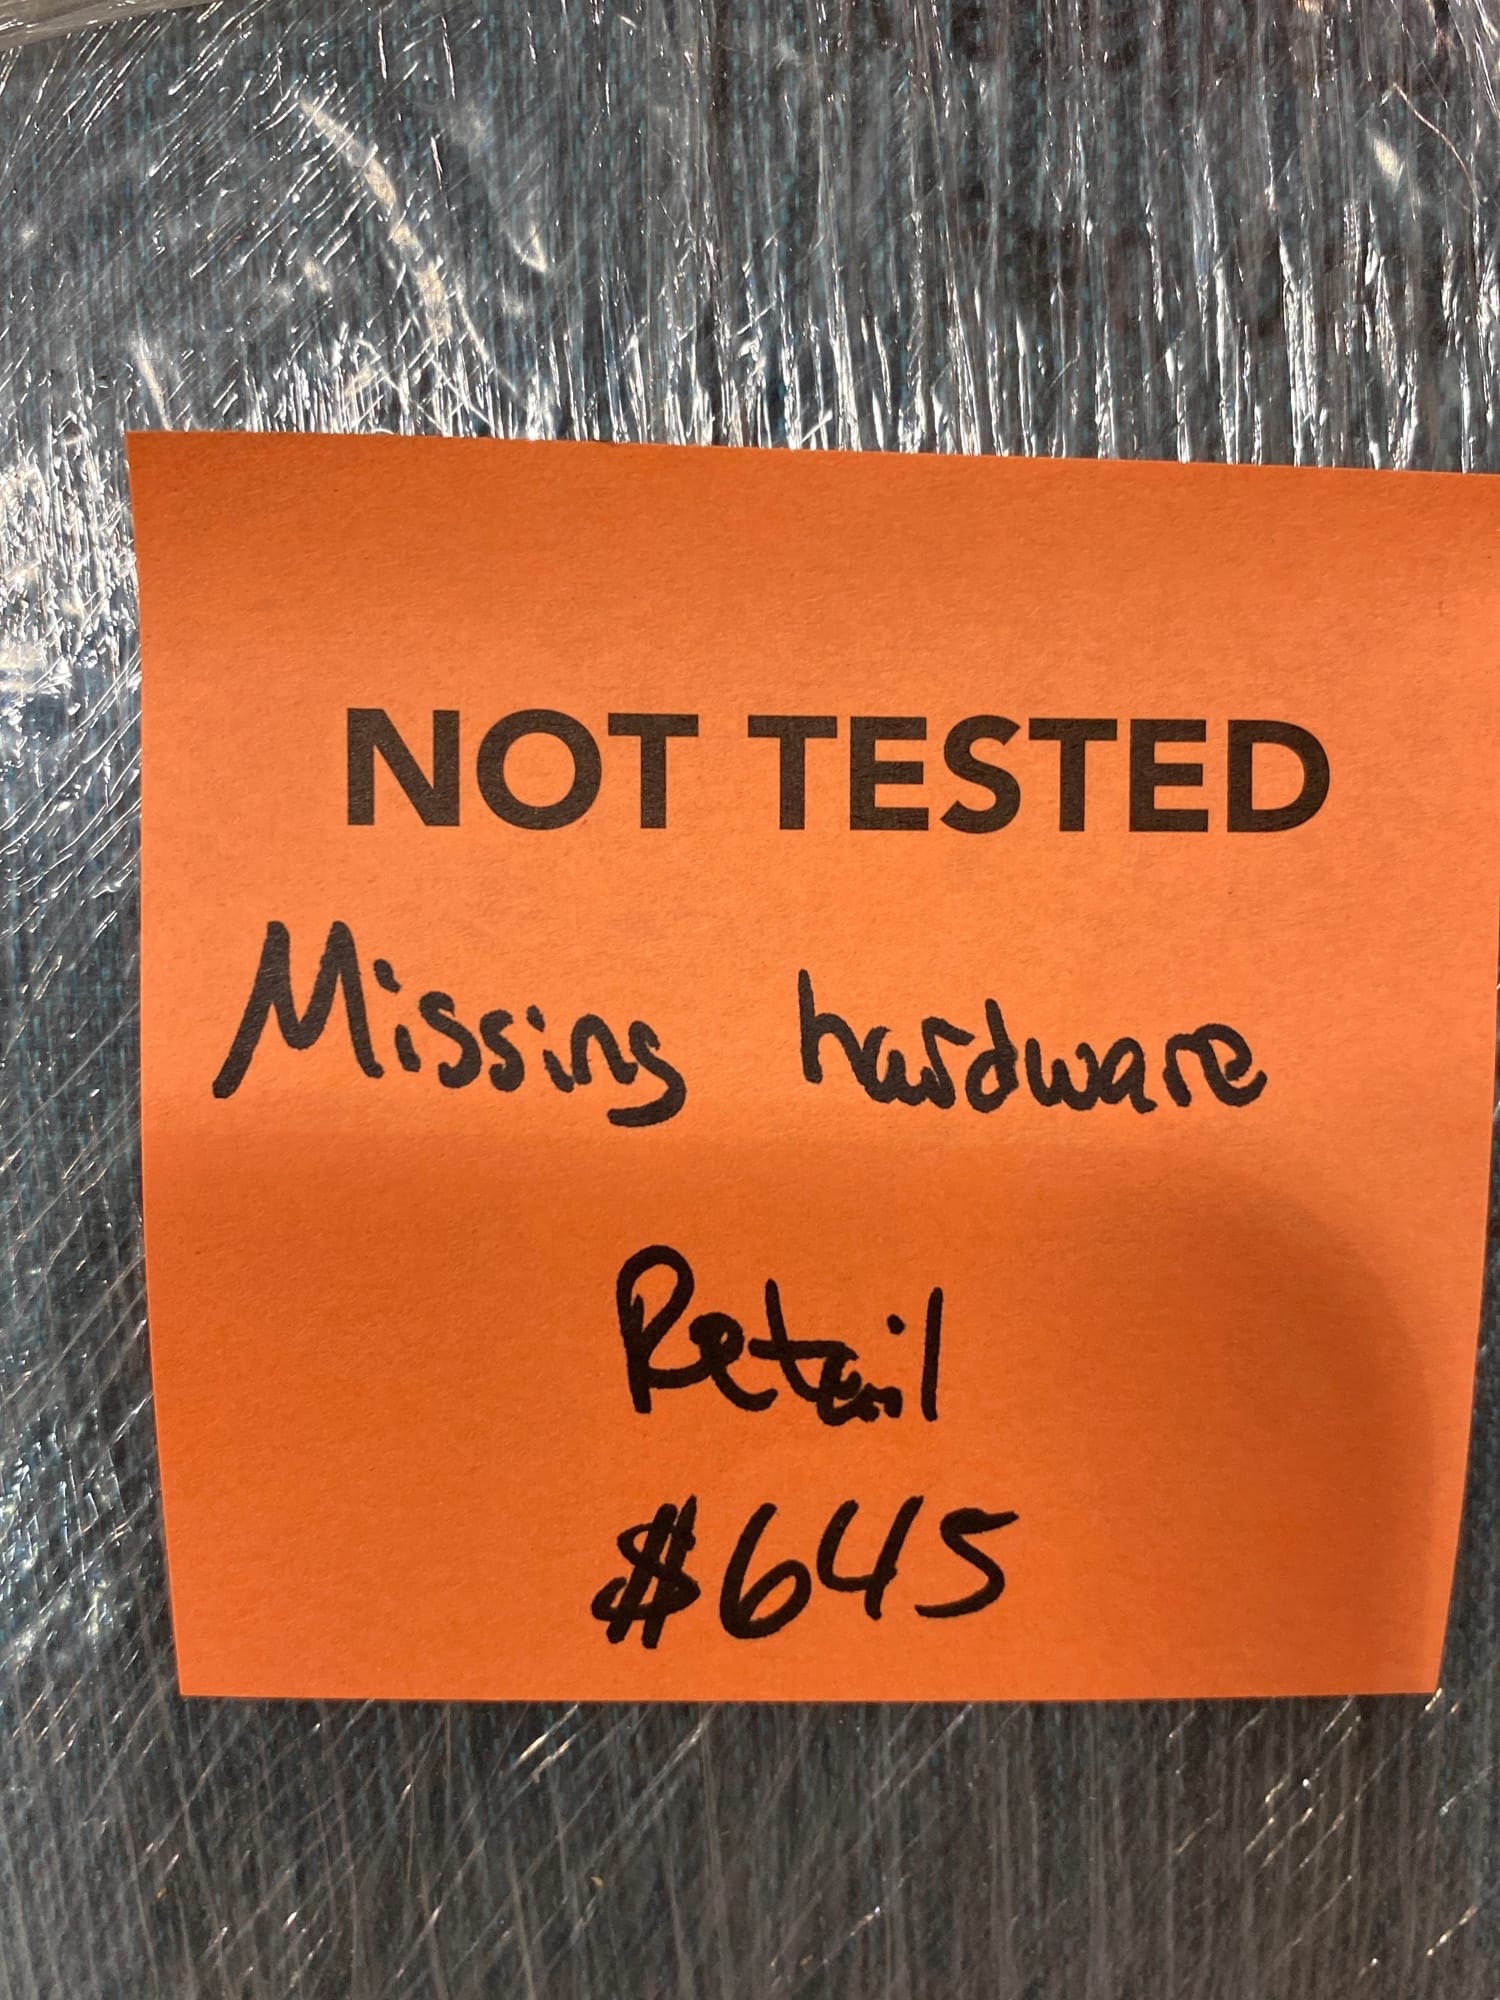 NOT TESTED
Missing hardware
Retail
$645